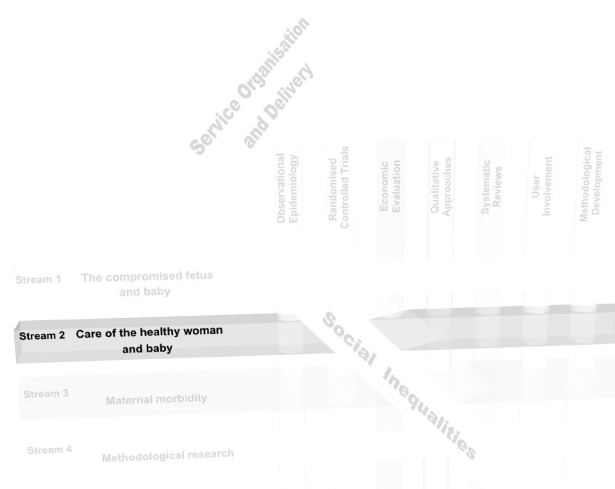 Service Organisation
and Delivery
Observational
Epidemiology
Randomised
Controlled Trials
Economic
Evaluation
Qualitative
Approaches
Systematic
Reviews
User
Involvement
Methodological
Development
Stream 1 The compromised fetus
and baby
Stream 2 Care of the healthy woman
and baby
Social Inequalities
Stream 3 Maternal morbidity
Stream 4 Methodological research